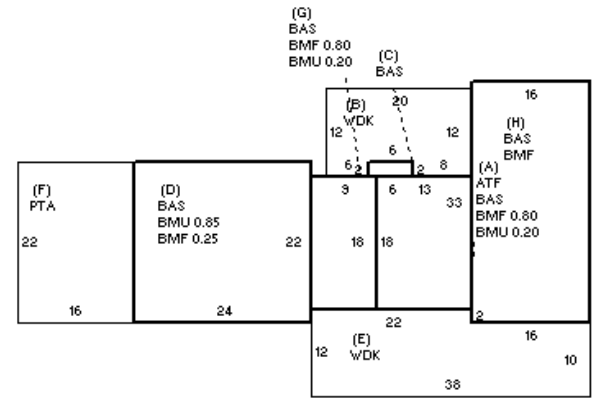 (G)
BAS
BMF 0.80
BMU 0.20
(C)
BAS
16
(B)
WDK
20
12
12
(H)
BAS
BMF
6
6
2
2
8
(A)
ATF
BAS
BMF 0.80
BMU 0.20
(F)
PTA
(D)
BAS
BMU 0.85
BMF 0.25
9
6
13
33
22
22
18
18
16
24
22
2
16
12
(E)
WDK
10
38